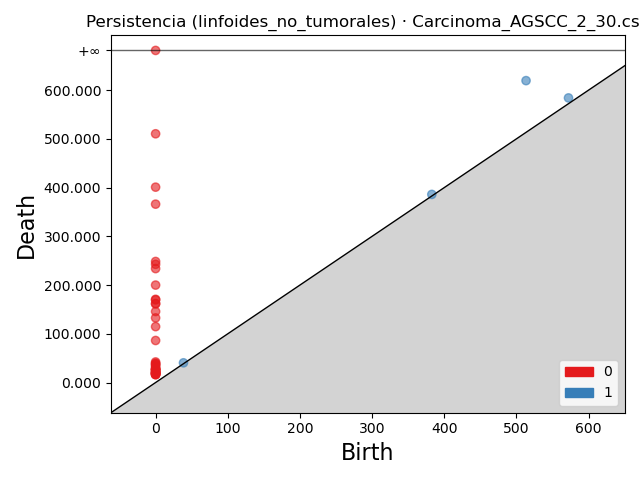 Persistencia (linfoides_no_tumorales) · Carcinoma_AGSCC_2_30.cs
+∞
600.000
500.000
400.000
300.000
200.000
100.000
0.000
Death
0
1
0 100 200 300 400 500 600
Birth